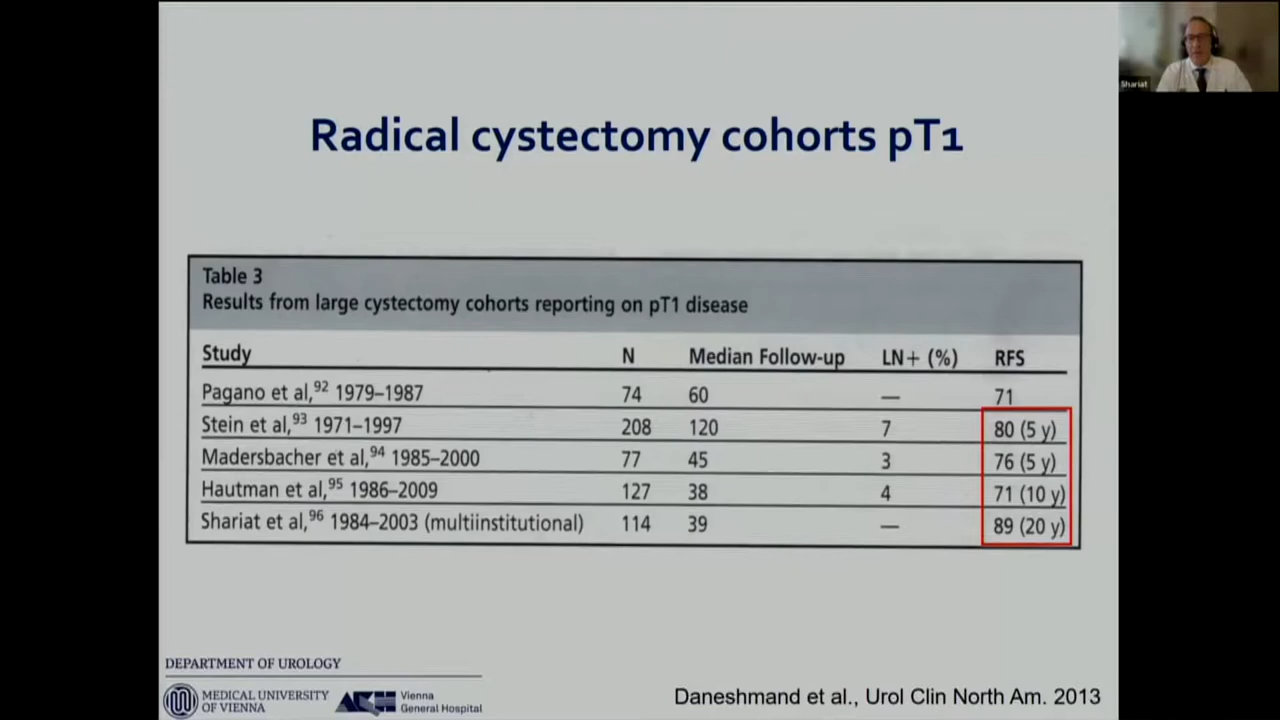 Shariat
Radical cystectomy cohorts pT1
Table 3
Results from large cystectomy cohorts reporting on pT1 disease
Study N Median Follow-up LN+ (%) RFS
Pagano et al,92 1979–1987 74 60 — 71
Stein et al,93 1971–1997 208 120 7 80 (5 y)
Madersbacher et al,94 1985–2000 77 45 3 76 (5 y)
Hautman et al,95 1986–2009 127 38 4 71 (10 y)
Shariat et al,96 1984–2003 (multiinstitutional) 114 39 — 89 (20 y)
DEPARTMENT OF UROLOGY
MEDICAL UNIVERSITY
OF VIENNA
AKH
Vienna
General Hospital
Daneshmand et al., Urol Clin North Am. 2013